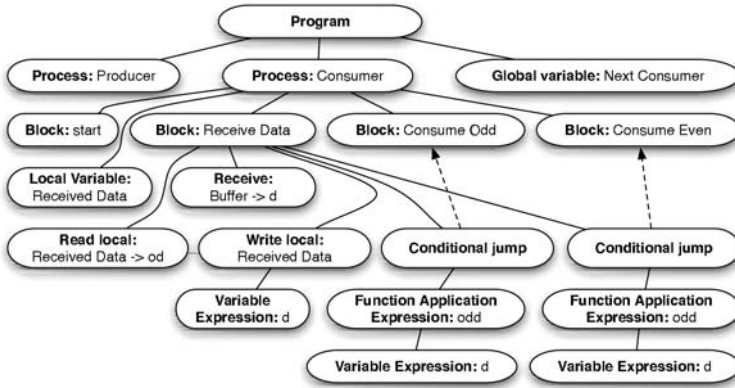 Program
Process: Producer
Process: Consumer
Global variable: Next Consumer
Block: start
Block: Receive Data
Block: Consume Odd
Block: Consume Even
Local Variable:
Received Data
Receive:
Buffer -> d
Read local:
Received Data -> od
Write local:
Received Data
Conditional jump
Conditional jump
Variable
Expression: d
Function Application
Expression: odd
Function Application
Expression: odd
Variable Expression: d
Variable Expression: d